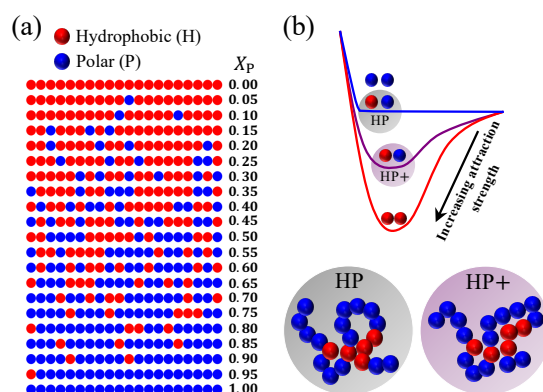 (a)
Hydrophobic (H)
Polar (P)
X_P
0.00
0.05
0.10
0.15
0.20
0.25
0.30
0.35
0.40
0.45
0.50
0.55
0.60
0.65
0.70
0.75
0.80
0.85
0.90
0.95
1.00
(b)
HP
HP+
Increasing attraction
strength
HP
HP+